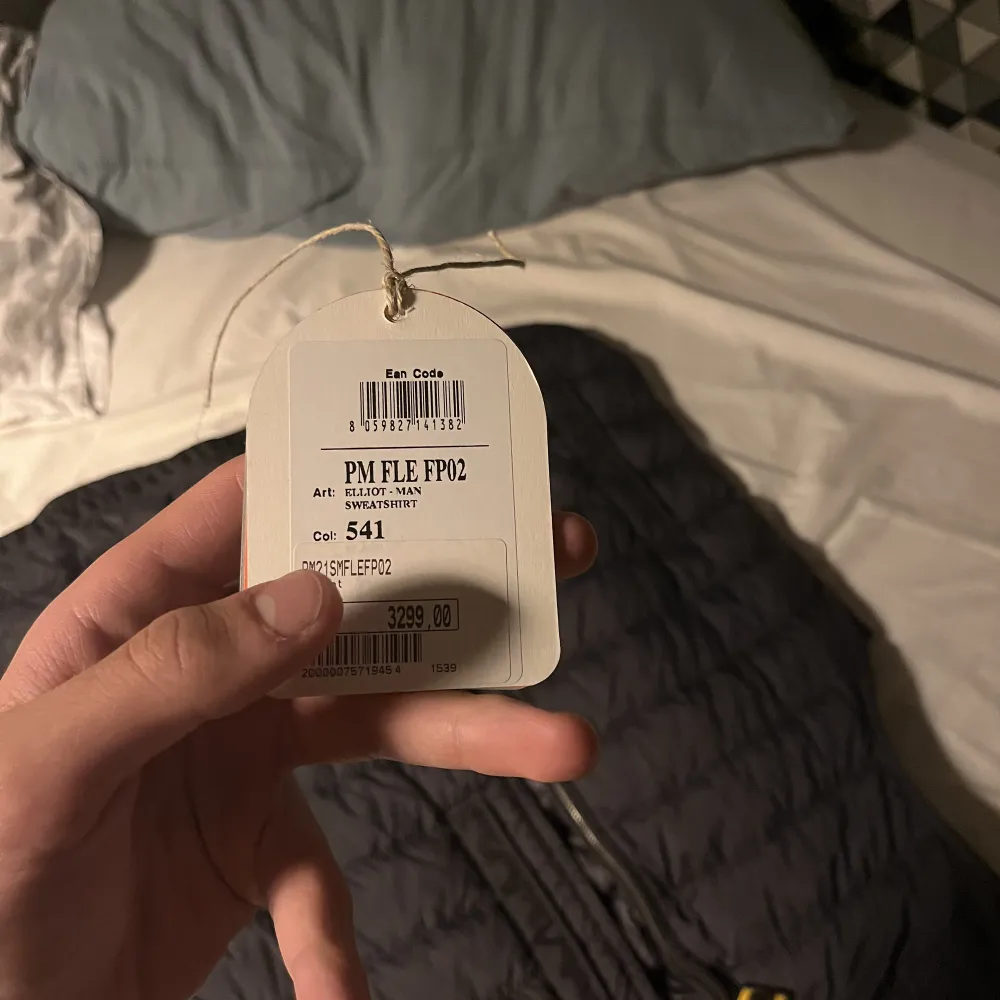 Ean Code
8 059827 141382
PM FLE FP02
Art: ELLIOT - MAN
SWEATSHIRT
Col: 541
PM21SMFLEFP02
3299,00
2000007571945 4 1539